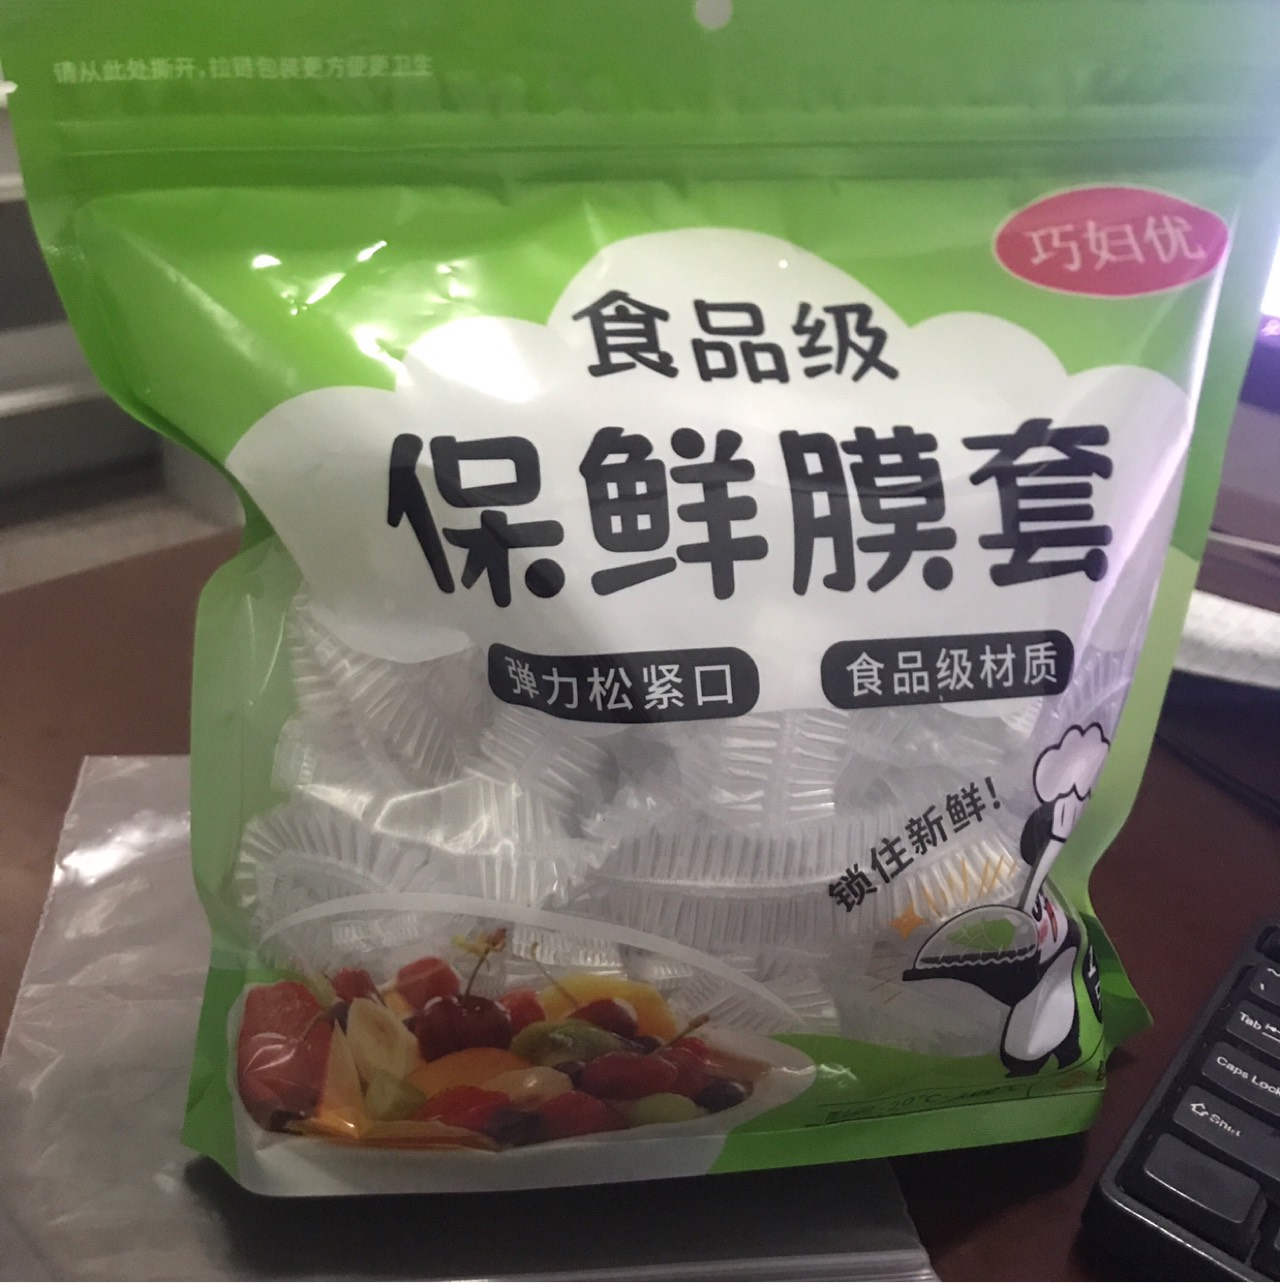 请从此处撕开,拉链包装更方便更卫生
巧妇优
食品级
保鲜膜套
弹力松紧口
食品级材质
锁住新鲜!
Tab
Caps Lock
Shift